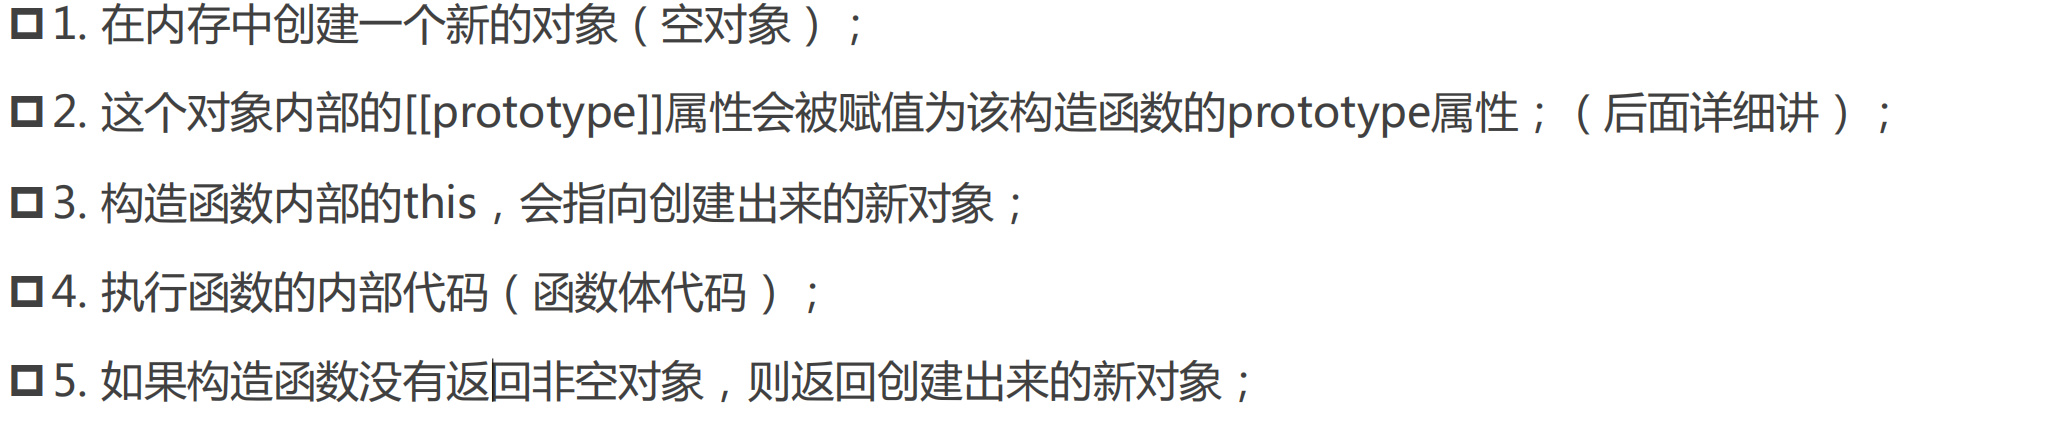 1. 在内存中创建一个新的对象（空对象）；
2. 这个对象内部的[[prototype]]属性会被赋值为该构造函数的prototype属性；（后面详细讲）；
3. 构造函数内部的this，会指向创建出来的新对象；
4. 执行函数的内部代码（函数体代码）；
5. 如果构造函数没有返回非空对象，则返回创建出来的新对象；